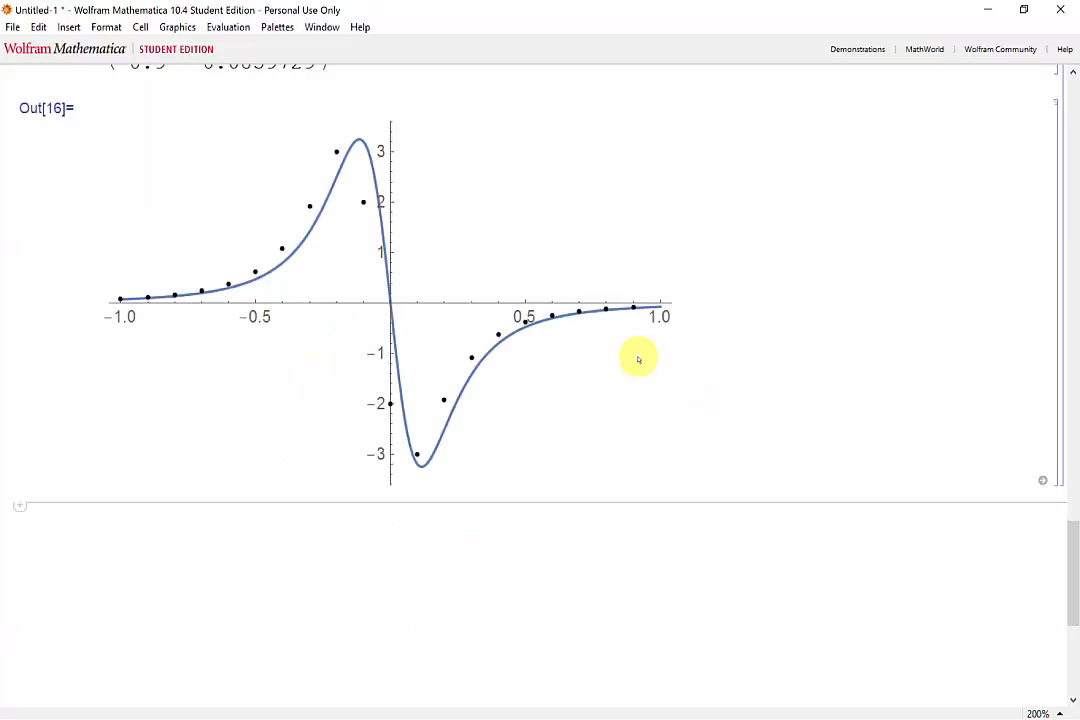 Untitled-1 * - Wolfram Mathematica 10.4 Student Edition - Personal Use Only
File Edit Insert Format Cell Graphics Evaluation Palettes Window Help
Wolfram Mathematica | STUDENT EDITION Demonstrations | MathWorld | Wolfram Community | Help
Out[16]=
3
2
1
−1.0 −0.5 0.5 1.0
−1
−2
−3
200%